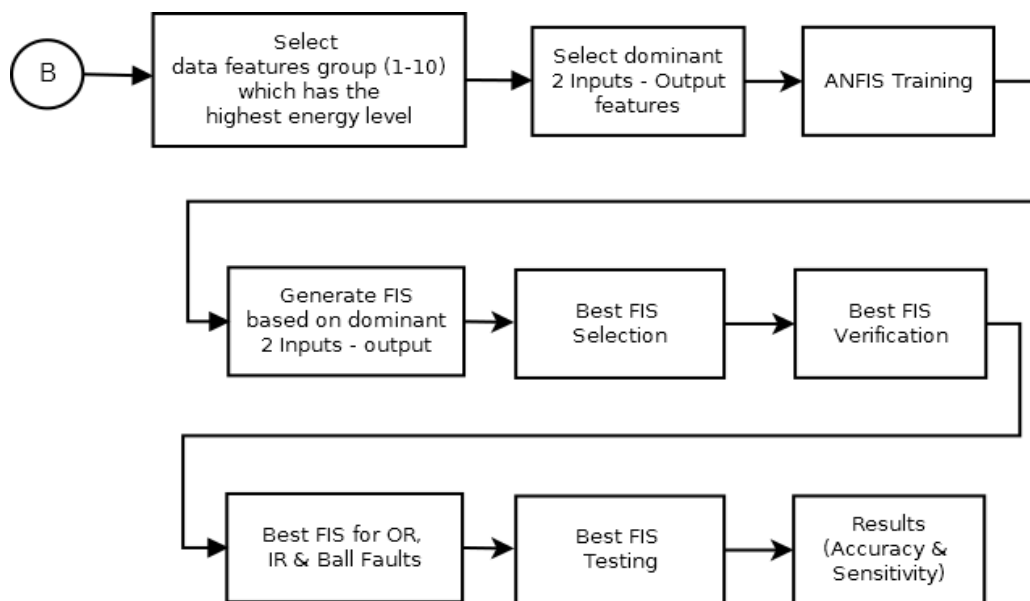 B
Select
data features group (1-10)
which has the
highest energy level
Select dominant
2 Inputs - Output
features
ANFIS Training
Generate FIS
based on dominant
2 Inputs - output
Best FIS
Selection
Best FIS
Verification
Best FIS for OR,
IR & Ball Faults
Best FIS
Testing
Results
(Accuracy &
Sensitivity)